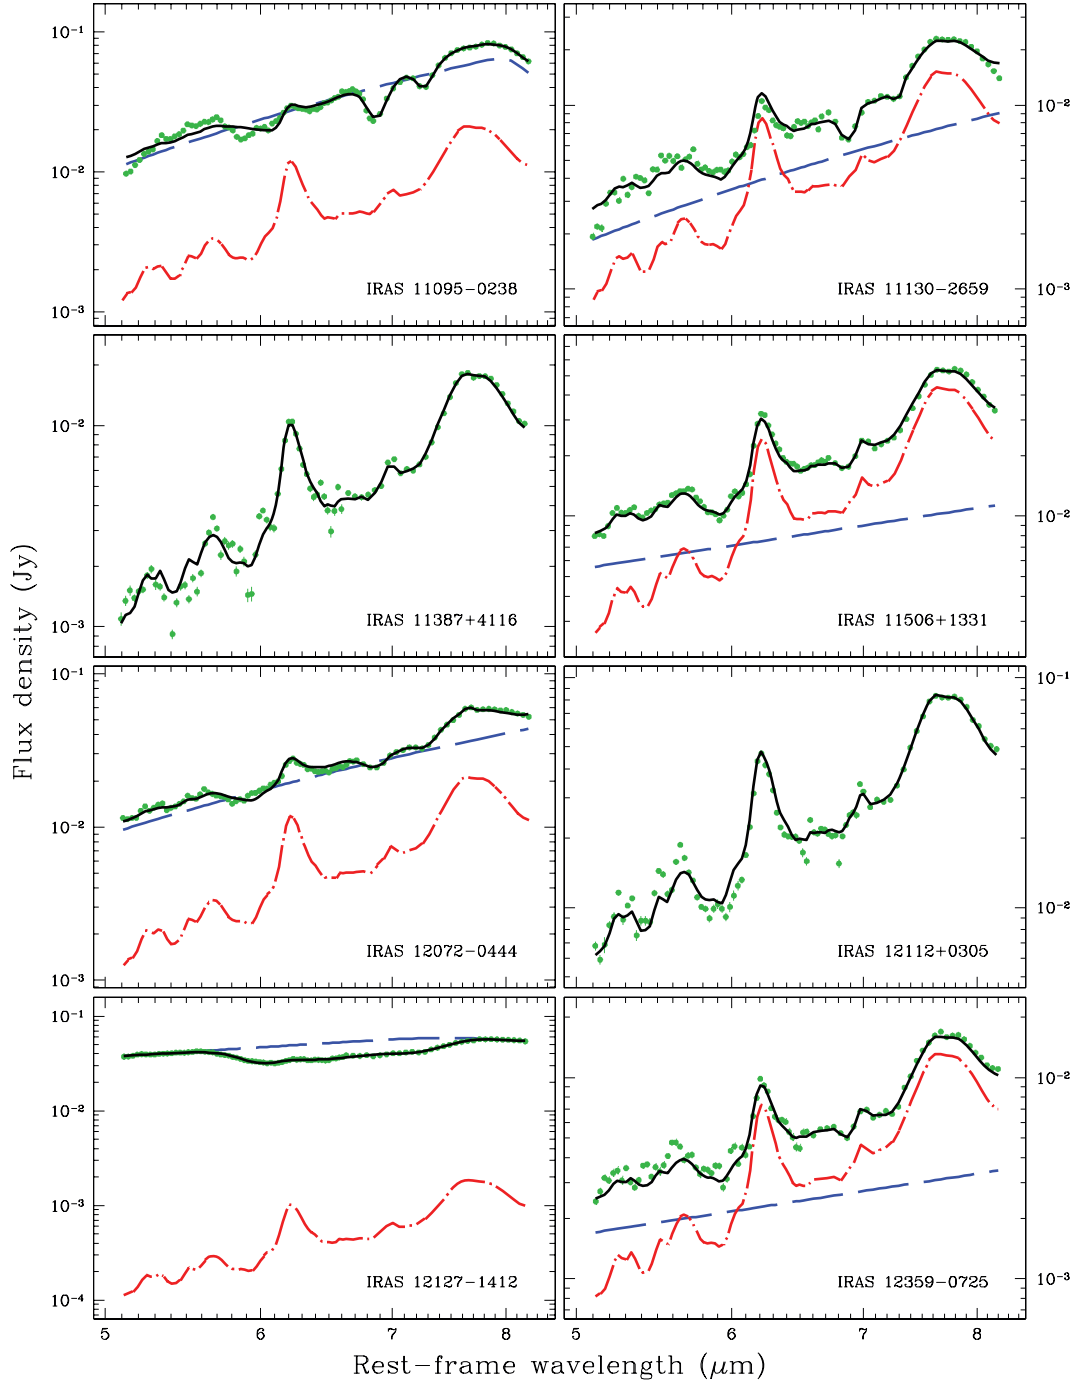 10⁻¹
10⁻²
10⁻³
IRAS 11095−0238
10⁻²
10⁻³
IRAS 11130−2659
10⁻²
10⁻³
IRAS 11387+4116
10⁻²
IRAS 11506+1331
10⁻¹
10⁻²
10⁻³
IRAS 12072−0444
10⁻¹
10⁻²
IRAS 12112+0305
10⁻¹
10⁻²
10⁻³
10⁻⁴
IRAS 12127−1412
10⁻²
10⁻³
IRAS 12359−0725
5 6 7 8
5 6 7 8
Flux density (Jy)
Rest−frame wavelength (μm)